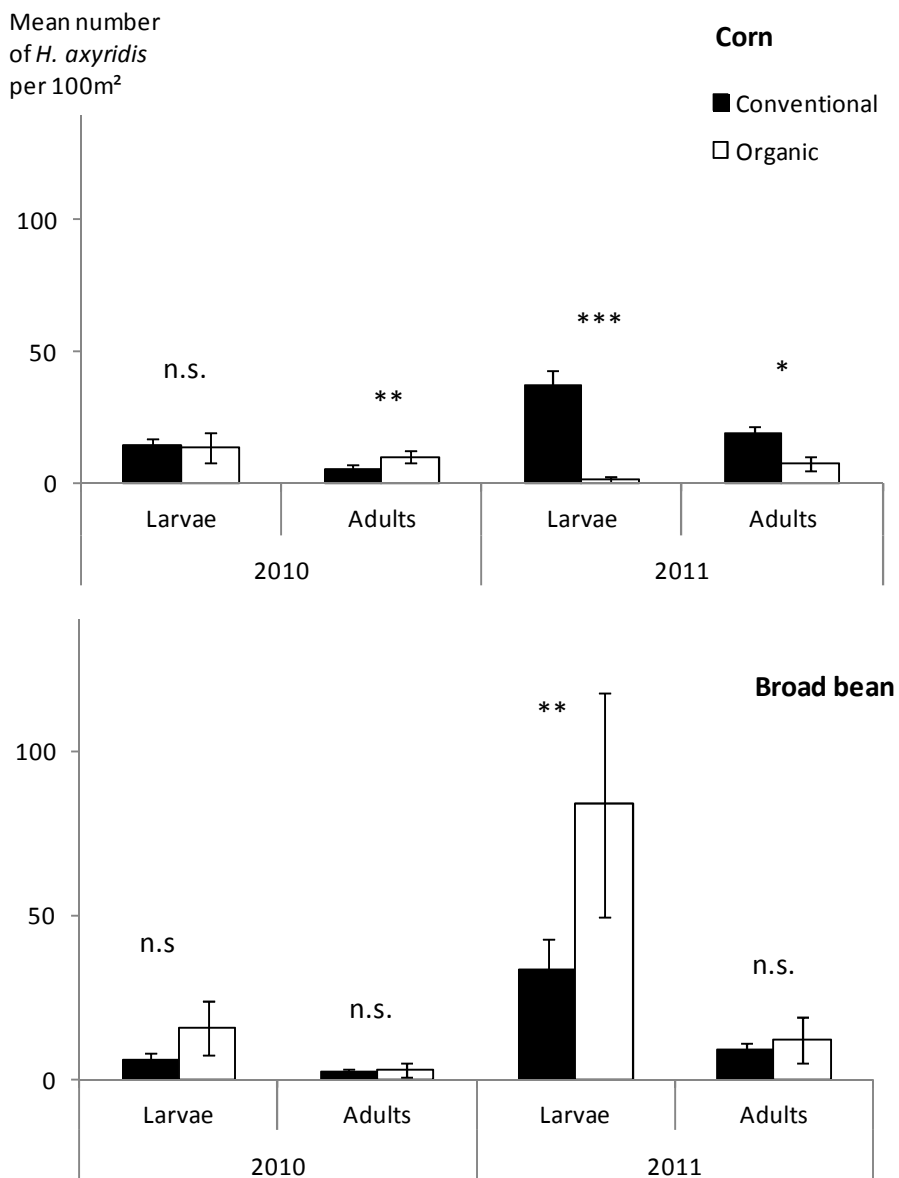 Mean number
of H. axyridis
per 100m²
Corn
Conventional
Organic
100
50
0
n.s.
**
***
*
Larvae Adults Larvae Adults
2010 2011
Broad bean
100
50
0
n.s
n.s.
**
n.s.
Larvae Adults Larvae Adults
2010 2011